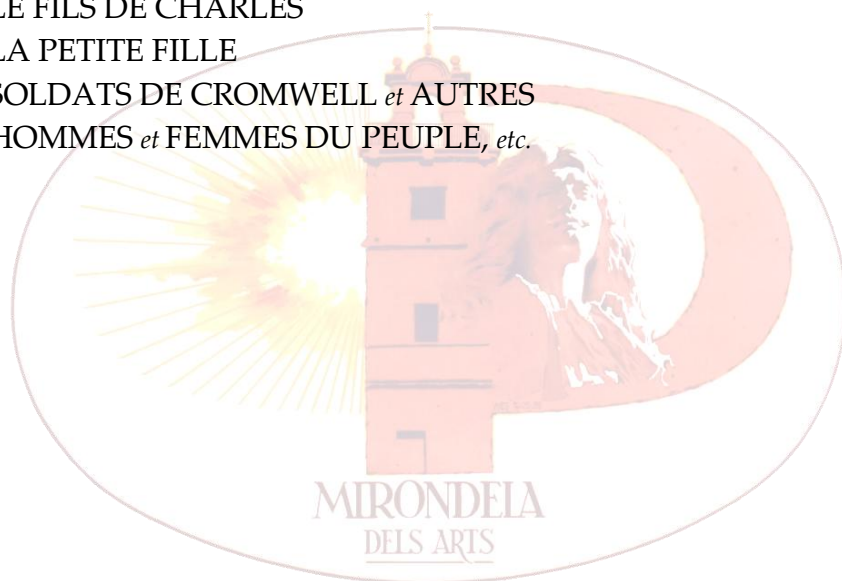 LE FILS DE CHARLES
LA PETITE FILLE
SOLDATS DE CROMWELL et AUTRES
HOMMES et FEMMES DU PEUPLE, etc.
MIRONDELA
DELS ARTS